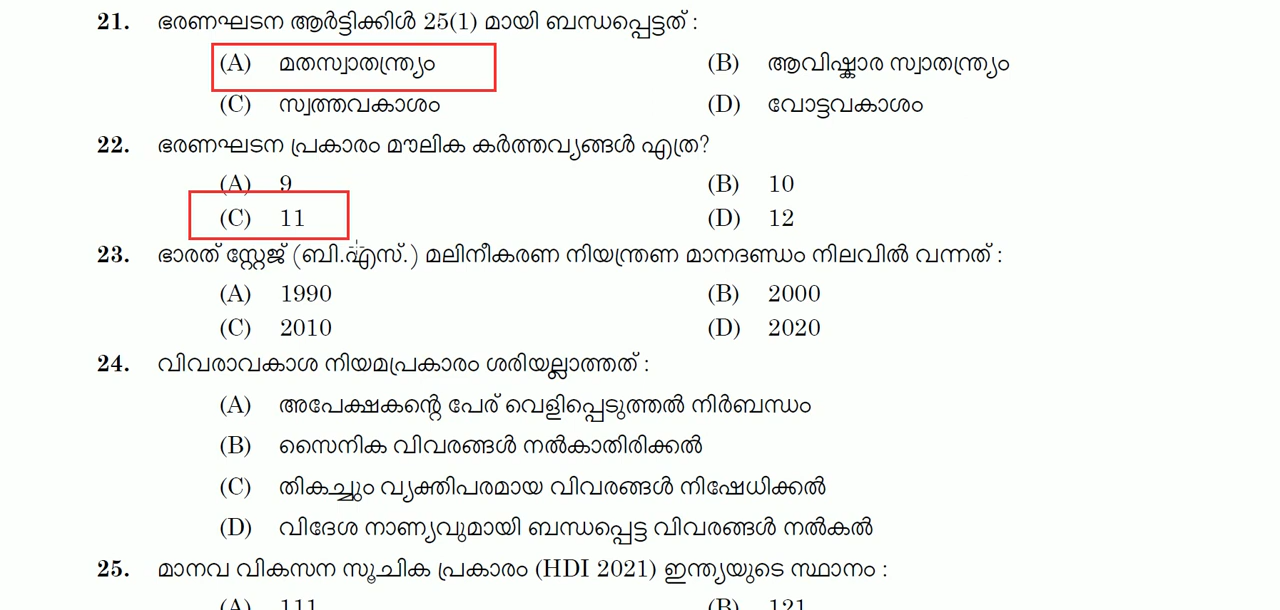 21. ഭരണഘടന ആർട്ടിക്കിൾ 25(1) മായി ബന്ധപ്പെട്ടത് :
(A) മതസ്വാതന്ത്ര്യം (B) ആവിഷ്കാര സ്വാതന്ത്ര്യം
(C) സ്വത്തവകാശം (D) വോട്ടവകാശം
22. ഭരണഘടന പ്രകാരം മൗലിക കർത്തവ്യങ്ങൾ എത്ര?
(A) 9 (B) 10
(C) 11 (D) 12
23. ഭാരത് സ്റ്റേജ് (ബി.എസ്.) മലിനീകരണ നിയന്ത്രണ മാനദണ്ഡം നിലവിൽ വന്നത് :
(A) 1990 (B) 2000
(C) 2010 (D) 2020
24. വിവരാവകാശ നിയമപ്രകാരം ശരിയല്ലാത്തത് :
(A) അപേക്ഷകന്റെ പേര് വെളിപ്പെടുത്തൽ നിർബന്ധം
(B) സൈനിക വിവരങ്ങൾ നൽകാതിരിക്കൽ
(C) തികച്ചും വ്യക്തിപരമായ വിവരങ്ങൾ നിഷേധിക്കൽ
(D) വിദേശ നാണ്യവുമായി ബന്ധപ്പെട്ട വിവരങ്ങൾ നൽകൽ
25. മാനവ വികസന സൂചിക പ്രകാരം (HDI 2021) ഇന്ത്യയുടെ സ്ഥാനം :
(A) 111 (B) 121